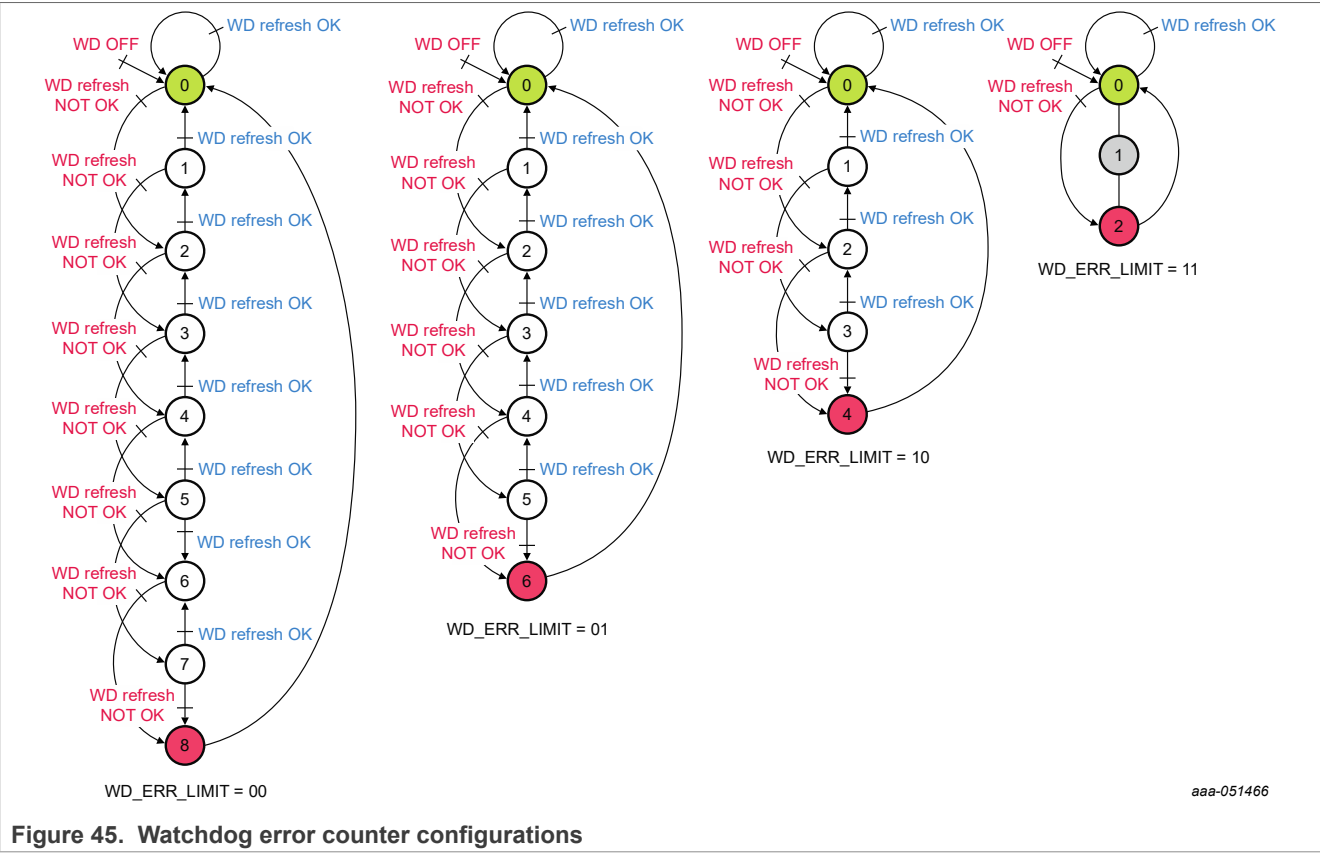 WD refresh OK
WD OFF
0
WD refresh
NOT OK
WD refresh OK
WD refresh
NOT OK
1
WD refresh OK
WD refresh
NOT OK
2
WD refresh OK
WD refresh
NOT OK
3
WD refresh OK
WD refresh
NOT OK
4
WD refresh OK
WD refresh
NOT OK
5
WD refresh OK
WD refresh
NOT OK
6
WD refresh OK
7
WD refresh
NOT OK
8
WD_ERR_LIMIT = 00
WD refresh OK
WD OFF
0
WD refresh
NOT OK
WD refresh OK
WD refresh
NOT OK
1
WD refresh OK
WD refresh
NOT OK
2
WD refresh OK
WD refresh
NOT OK
3
WD refresh OK
WD refresh
NOT OK
4
WD refresh OK
5
WD refresh
NOT OK
6
WD_ERR_LIMIT = 01
WD refresh OK
WD OFF
0
WD refresh
NOT OK
WD refresh OK
WD refresh
NOT OK
1
WD refresh OK
WD refresh
NOT OK
2
WD refresh OK
3
WD refresh
NOT OK
4
WD_ERR_LIMIT = 10
WD refresh OK
WD OFF
0
WD refresh
NOT OK
1
2
WD_ERR_LIMIT = 11
aaa-051466
Figure 45. Watchdog error counter configurations